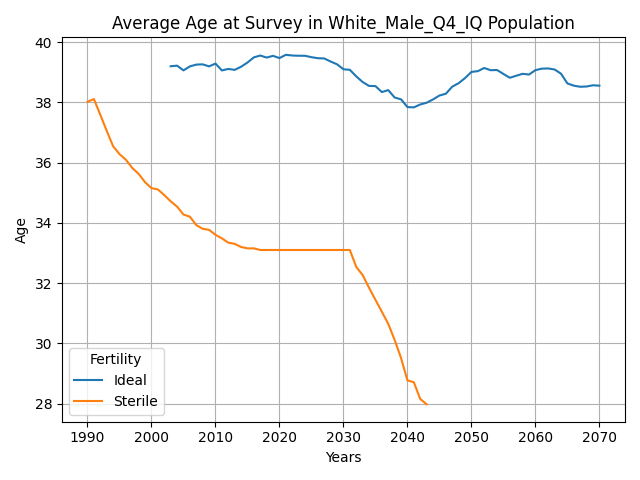 Average Age at Survey in White_Male_Q4_IQ Population
Age
40
38
36
34
32
30
28
Fertility
Ideal
Sterile
1990 2000 2010 2020 2030 2040 2050 2060 2070
Years